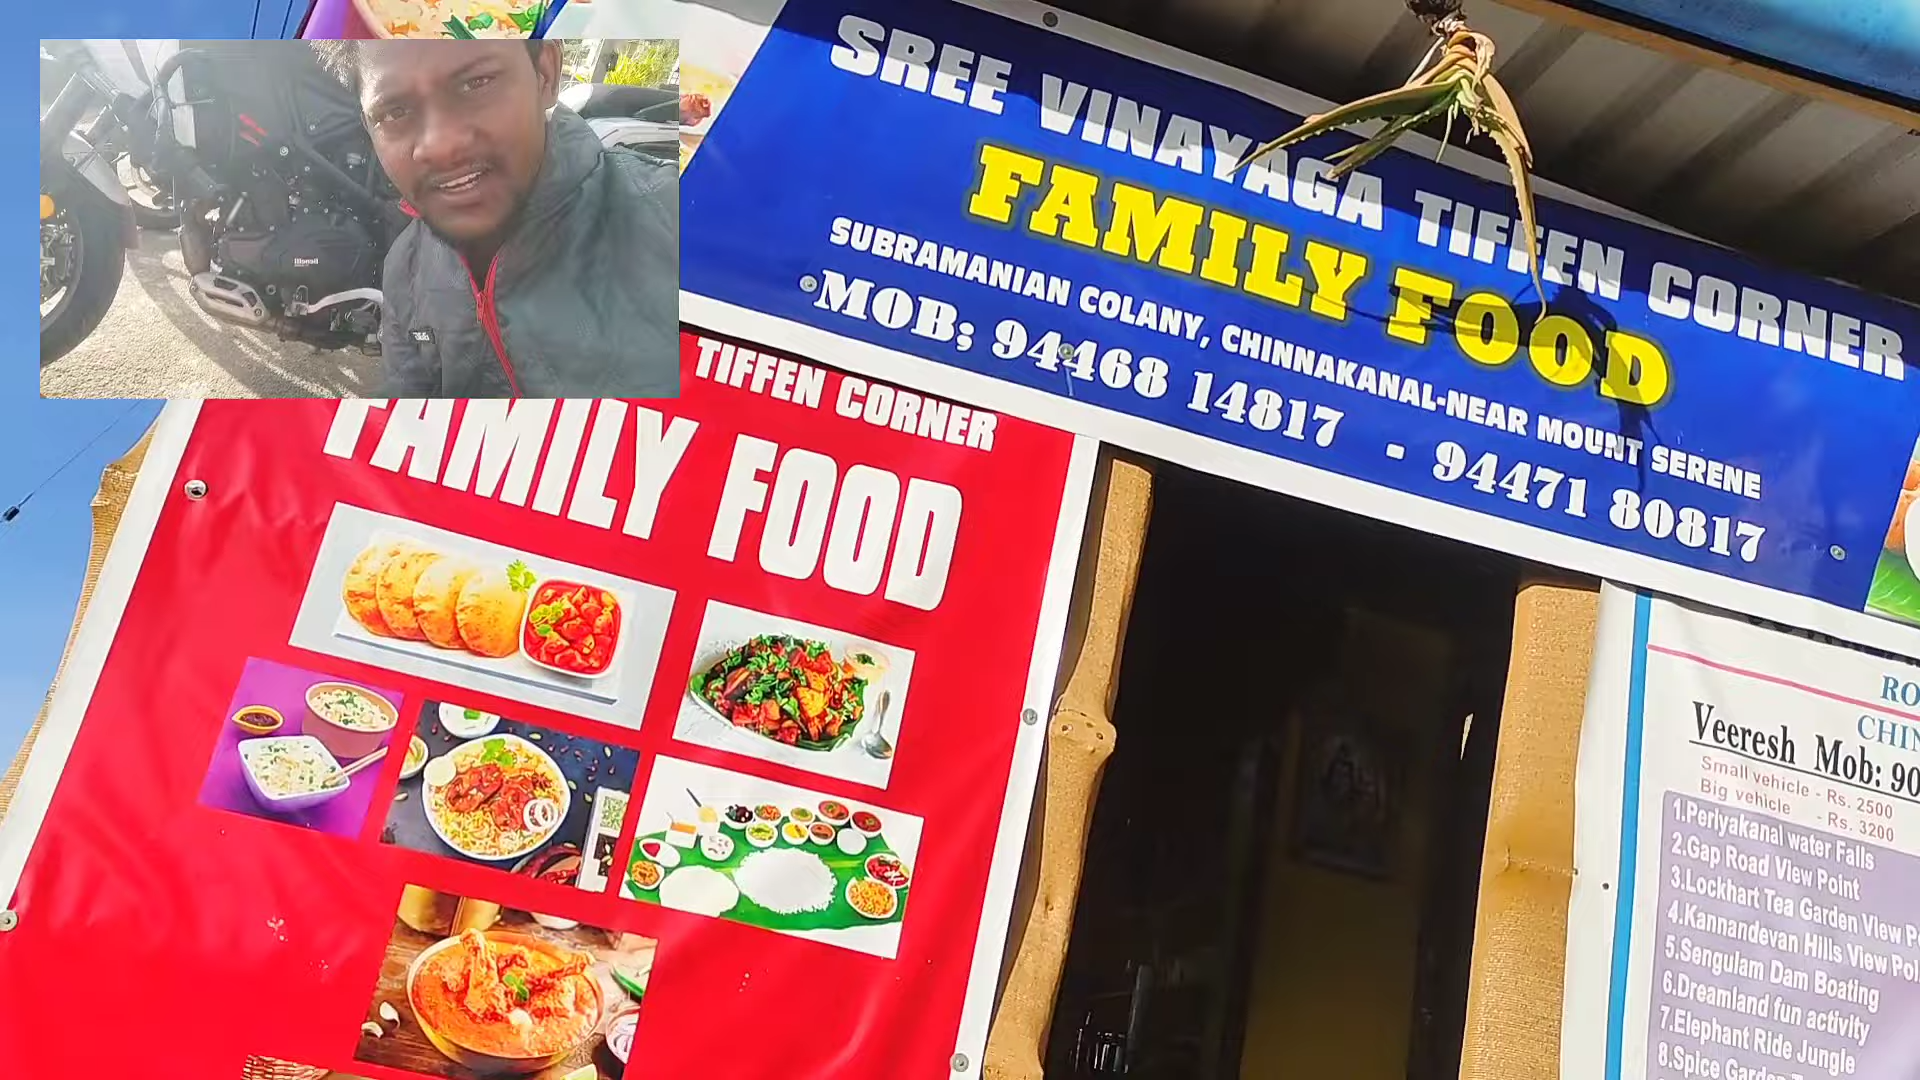 SREE VINAYAGA TIFFEN CORNER
FAMILY FOOD
SUBRAMANIAN COLANY, CHINNAKANAL-NEAR MOUNT SERENE
MOB; 94468 14817 - 94471 80817
TIFFEN CORNER
FAMILY FOOD
RO
CHIN
Veeresh Mob: 90
Small vehicle - Rs. 2500
Big vehicle - Rs. 3200
1.Periyakanal water Falls
2.Gap Road View Point
3.Lockhart Tea Garden View P
4.Kannandevan Hills View Poi
5.Sengulam Dam Boating
6.Dreamland fun activity
7.Elephant Ride Jungle
8.Spice Garden